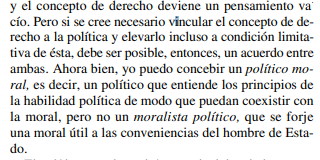 y el concepto de derecho deviene un pensamiento va-
cío. Pero si se cree necesario vincular el concepto de de-
recho a la política y elevarlo incluso a condición limita-
tiva de ésta, debe ser posible, entonces, un acuerdo entre
ambas. Ahora bien, yo puedo concebir un político mo-
ral, es decir, un político que entiende los principios de
la habilidad política de modo que puedan coexistir con
la moral, pero no un moralista político, que se forje
una moral útil a las conveniencias del hombre de Esta-
do.